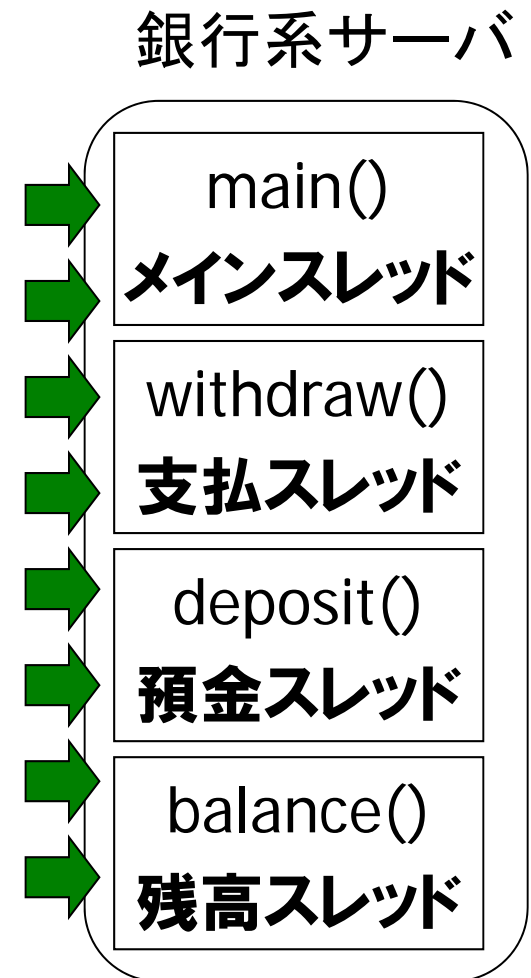 銀行系サーバ
main()
メインスレッド
withdraw()
支払スレッド
deposit()
預金スレッド
balance()
残高スレッド